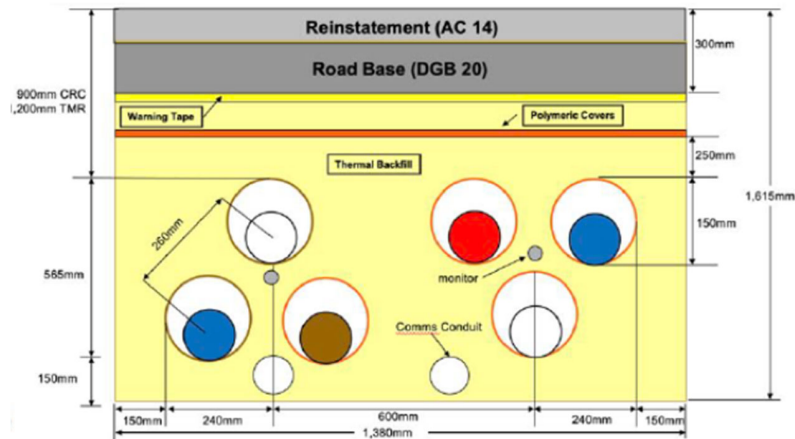 Reinstatement (AC 14)
300mm
Road Base (DGB 20)
900mm CRC
1,200mm TMR
Warning Tape
Polymeric Covers
Thermal Backfill
250mm
1,615mm
260mm
150mm
565mm
monitor
Comms Conduit
150mm
150mm
240mm
600mm
240mm
150mm
1,380mm